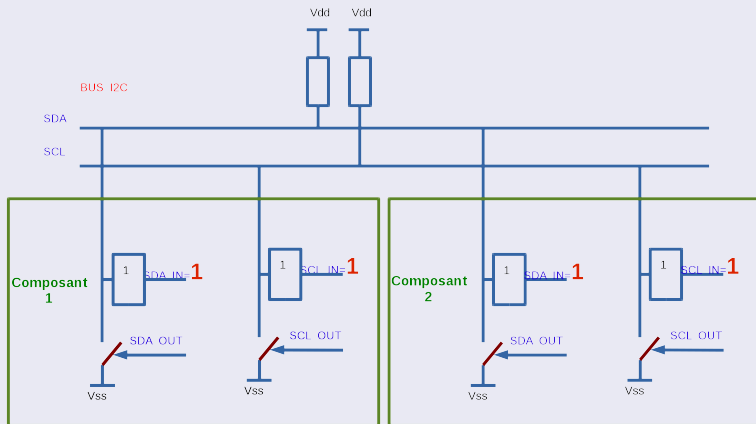 Vdd Vdd
BUS I2C
SDA
SCL
1 SDA_IN=1
1 SCL_IN=1
Composant
1
SDA_OUT
SCL_OUT
Vss
Vss
1 SDA_IN=1
1 SCL_IN=1
Composant
2
SDA_OUT
SCL_OUT
Vss
Vss